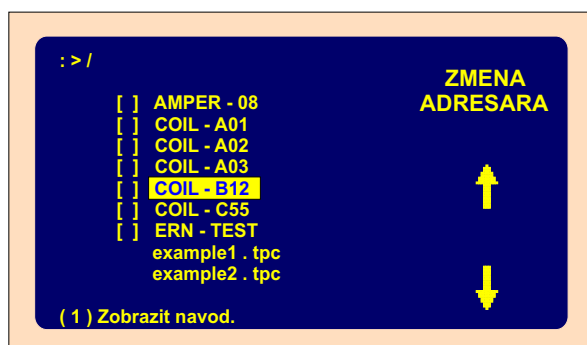 : > /
ZMENA
ADRESARA
[ ] AMPER - 08
[ ] COIL - A01
[ ] COIL - A02
[ ] COIL - A03
[ ] COIL - B12
[ ] COIL - C55
[ ] ERN - TEST
example1 . tpc
example2 . tpc
( 1 ) Zobrazit navod.